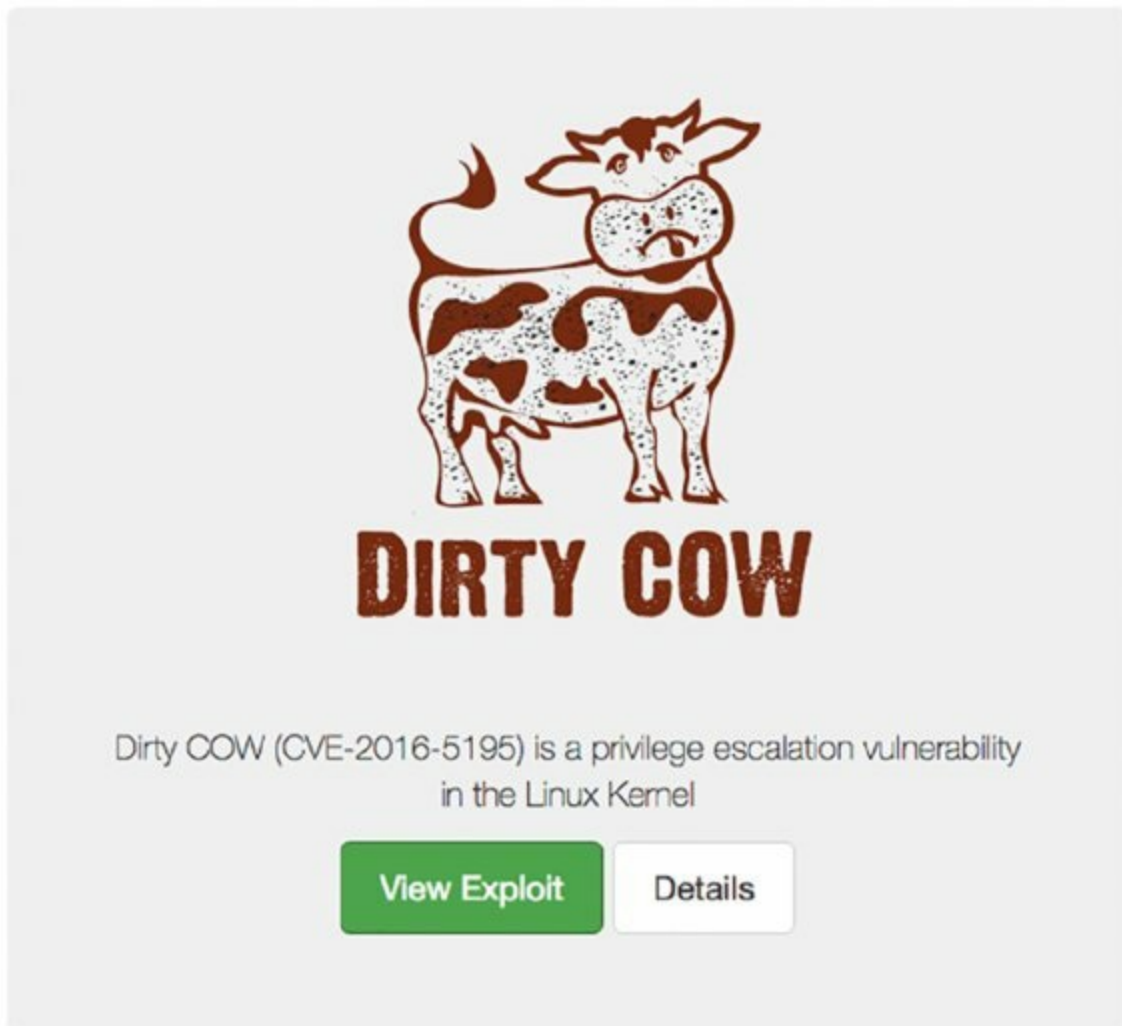 DIRTY COW
Dirty COW (CVE-2016-5195) is a privilege escalation vulnerability
in the Linux Kernel
View Exploit
Details